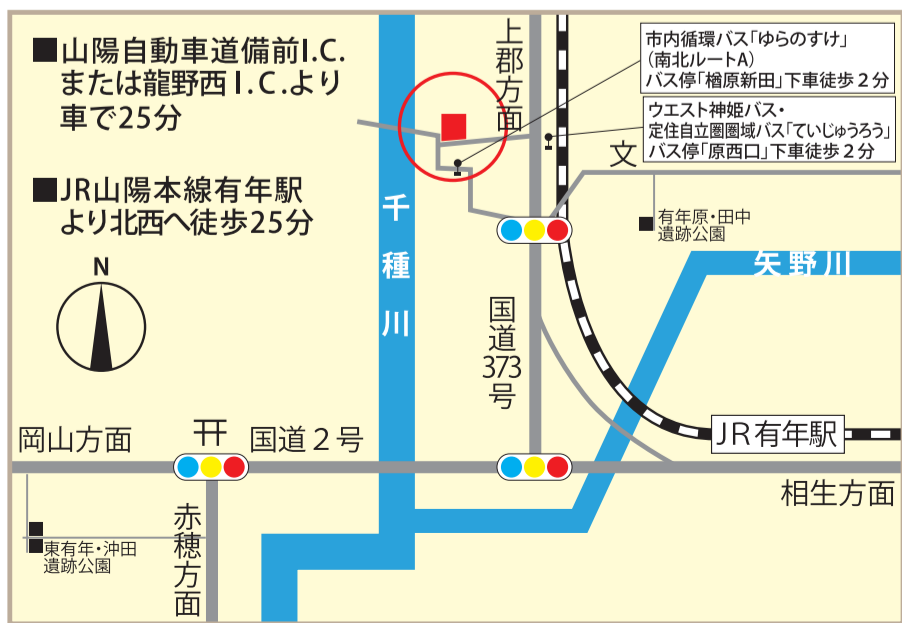 ■山陽自動車道備前I.C.
または龍野西I.C.より
車で25分
■JR山陽本線有年駅
より北西へ徒歩25分
N
上郡方面
市内循環バス「ゆらのすけ」
(南北ルートA)
バス停「楢原新田」下車徒歩2分
ウエスト神姫バス・
定住自立圏圏域バス「ていじゅうろう」
バス停「原西口」下車徒歩2分
文
有年原・田中
遺跡公園
千種川
矢野川
国道373号
JR有年駅
岡山方面
国道2号
相生方面
赤穂方面
東有年・沖田
遺跡公園